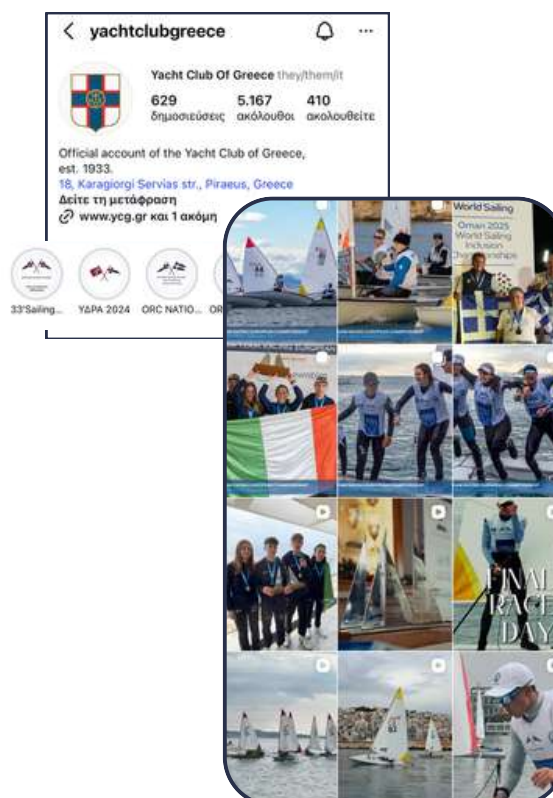 yachtclubgreece
Yacht Club Of Greece they/them/it
629 5.167 410
δημοσιεύσεις ακόλουθοι ακολουθείτε
Official account of the Yacht Club of Greece,
est. 1933.
18, Karagiorgi Servias str., Piraeus, Greece
Δείτε τη μετάφραση
www.ycg.gr και 1 ακόμη
33'Sailing... ΥΔΡΑ 2024 ORC NATIO...
World Sailing
Oman 2025
World Sailing
Inclusion
Championships
FINAL
RACE
DAY